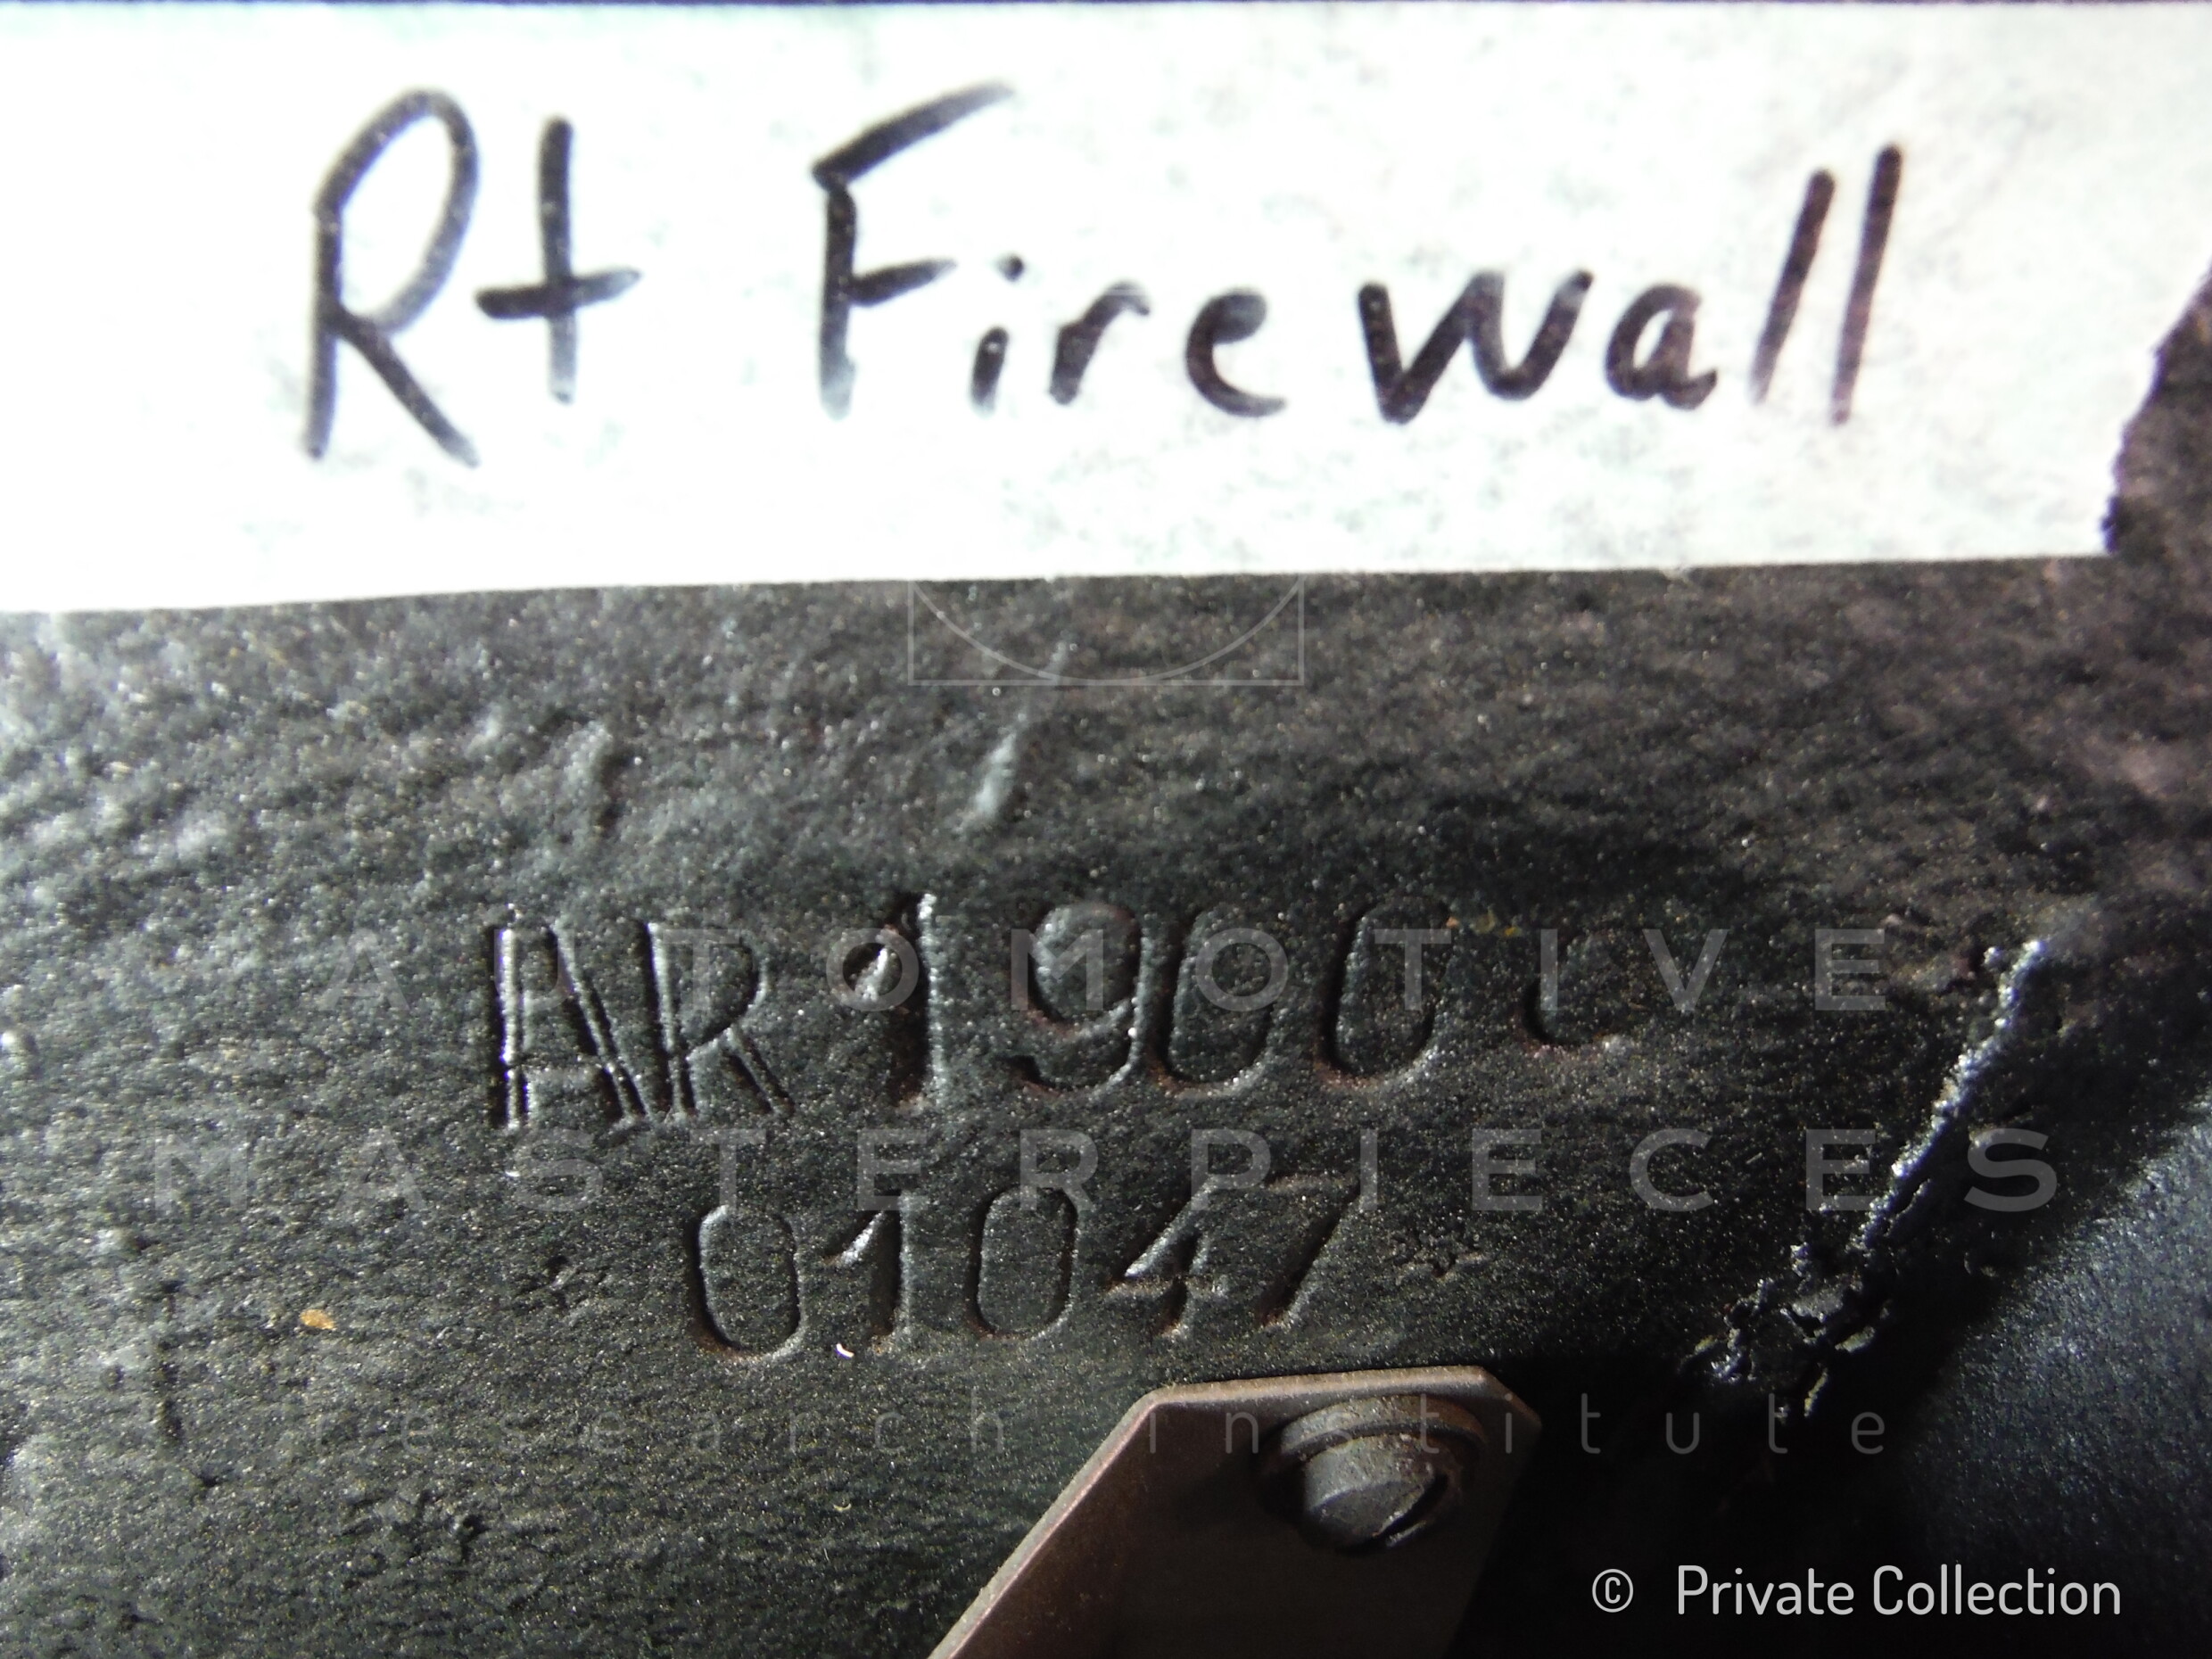 Rt Firewall
AR 1900 C
AUTOMOTIVE
* 01047 *
MASTERPIECES
research institute
© Private Collection